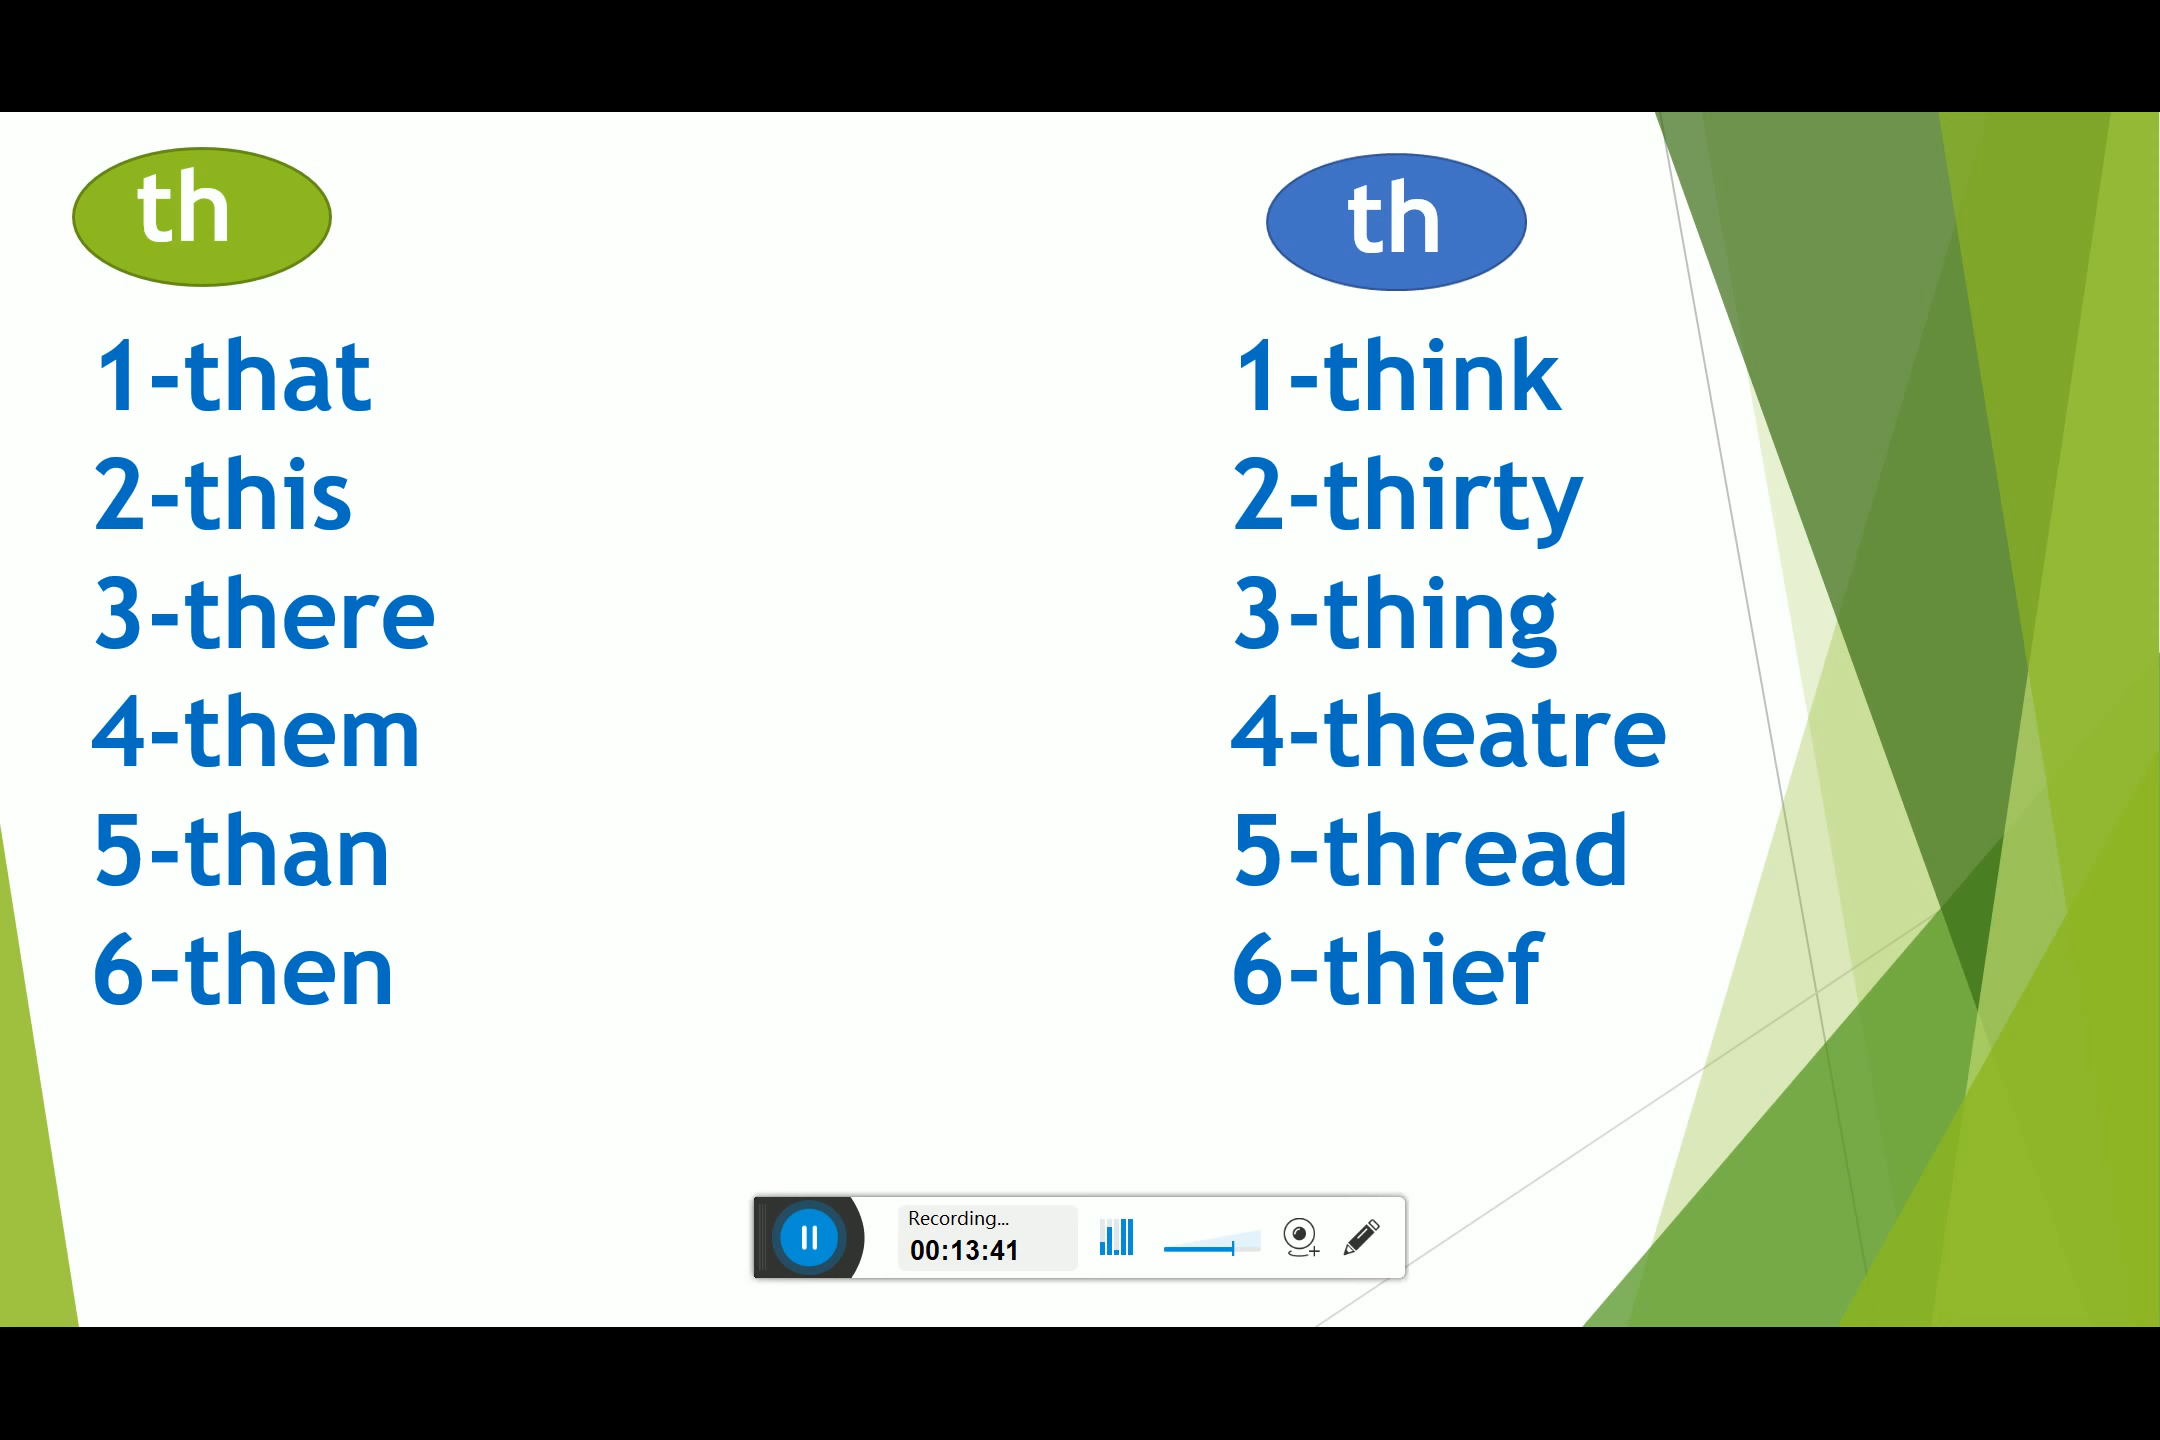 th
1-that
2-this
3-there
4-them
5-than
6-then
th
1-think
2-thirty
3-thing
4-theatre
5-thread
6-thief
Recording...
00:13:41